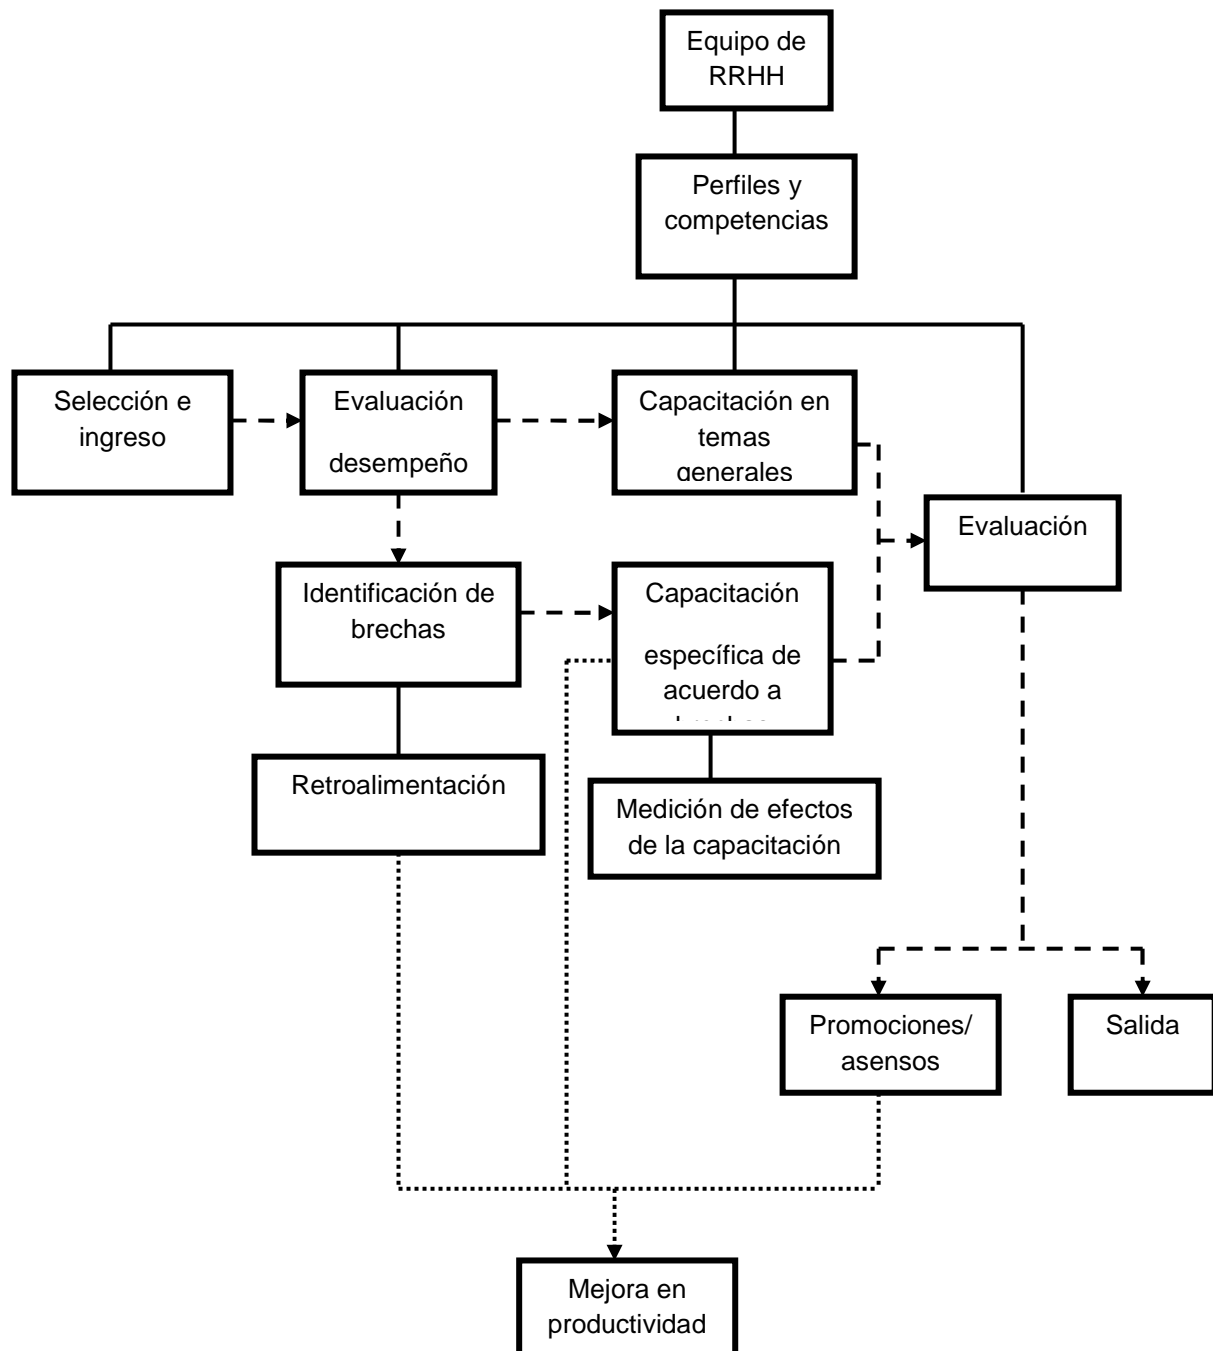 Equipo de
RRHH
Perfiles y
competencias
Selección e
ingreso
Evaluación
desempeño
Capacitación en
temas
generales
Evaluación
Identificación de
brechas
Capacitación
específica de
acuerdo a
Retroalimentación
Medición de efectos
de la capacitación
Promociones/
asensos
Salida
Mejora en
productividad